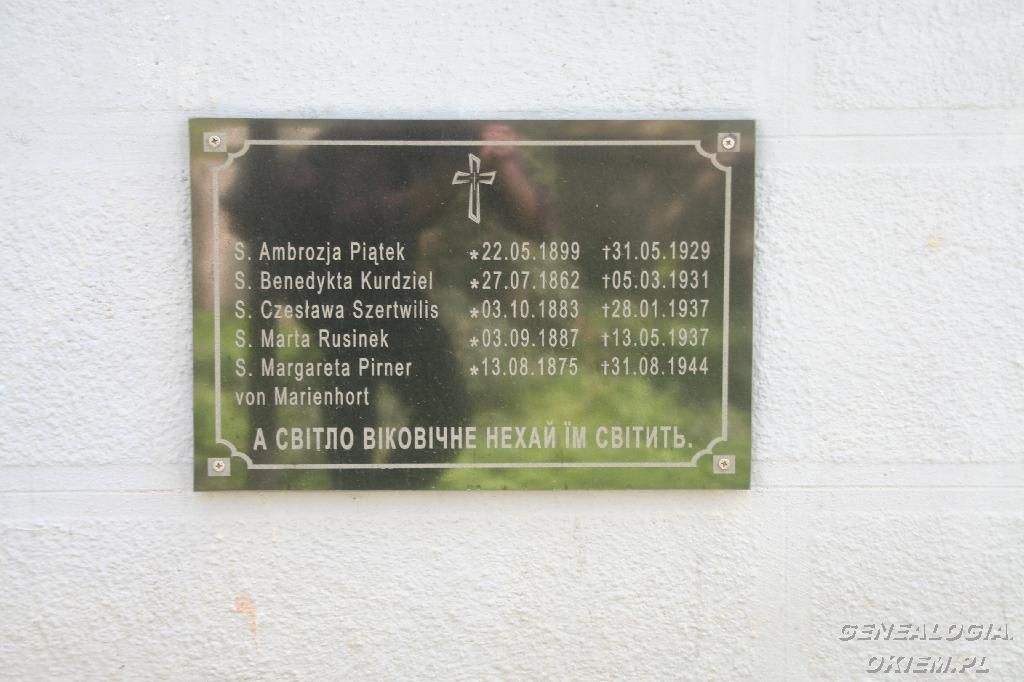 S. Ambrozja Piątek *22.05.1899 †31.05.1929
S. Benedykta Kurdziel *27.07.1862 †05.03.1931
S. Czesława Szertwilis *03.10.1883 †28.01.1937
S. Marta Rusinek *03.09.1887 †13.05.1937
S. Margareta Pirner *13.08.1875 †31.08.1944
von Marienhort
А СВІТЛО ВІКОВІЧНЕ НЕХАЙ ЇМ СВІТИТЬ.
GENEALOGIA.
OKIEM.PL